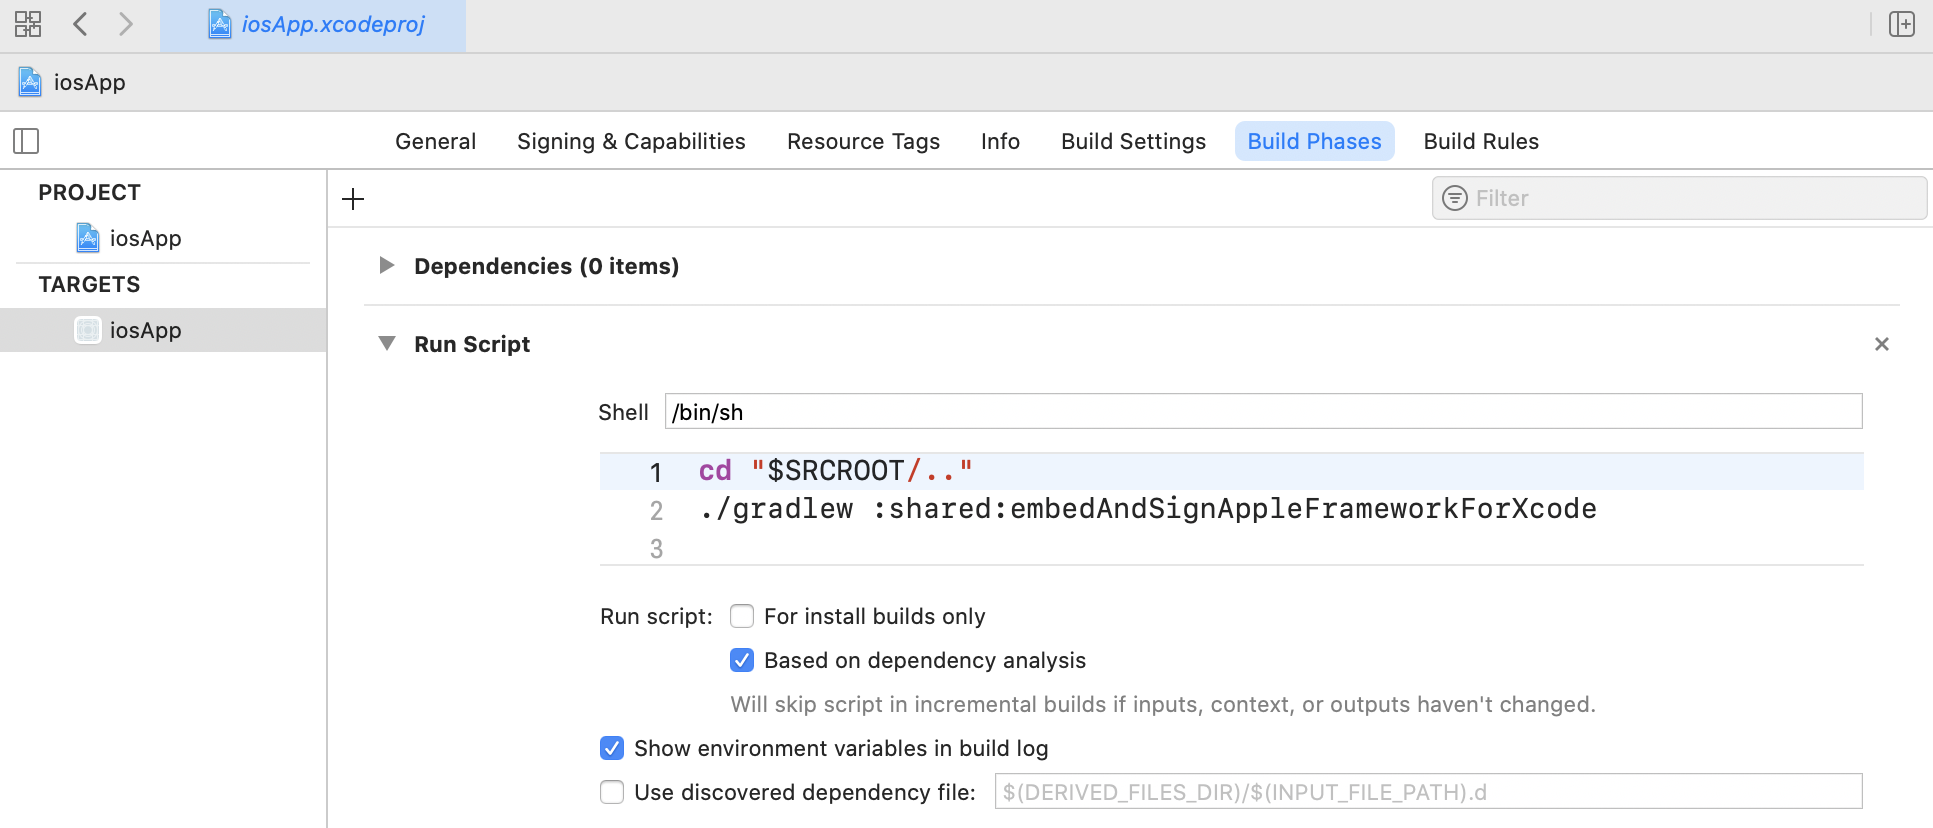 iosApp.xcodeproj
iosApp
General Signing & Capabilities Resource Tags Info Build Settings Build Phases Build Rules
PROJECT
iosApp
TARGETS
iosApp
Filter
Dependencies (0 items)
Run Script
Shell /bin/sh
1 cd "$SRCROOT/.."
2 ./gradlew :shared:embedAndSignAppleFrameworkForXcode
3
Run script: For install builds only
Based on dependency analysis
Will skip script in incremental builds if inputs, context, or outputs haven't changed.
Show environment variables in build log
Use discovered dependency file: $(DERIVED_FILES_DIR)/$(INPUT_FILE_PATH).d